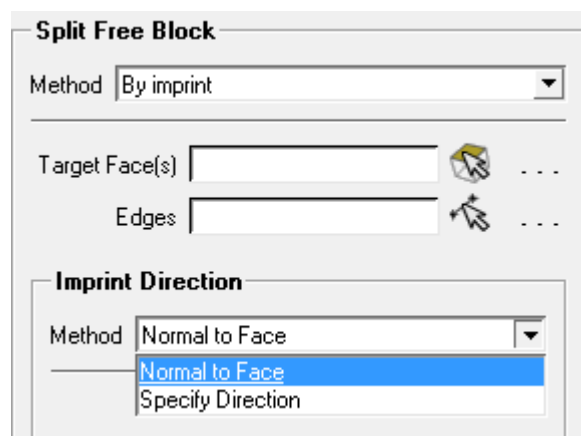 Split Free Block
Method By imprint
Target Face(s) ...
Edges ...
Imprint Direction
Method Normal to Face
Normal to Face
Specify Direction